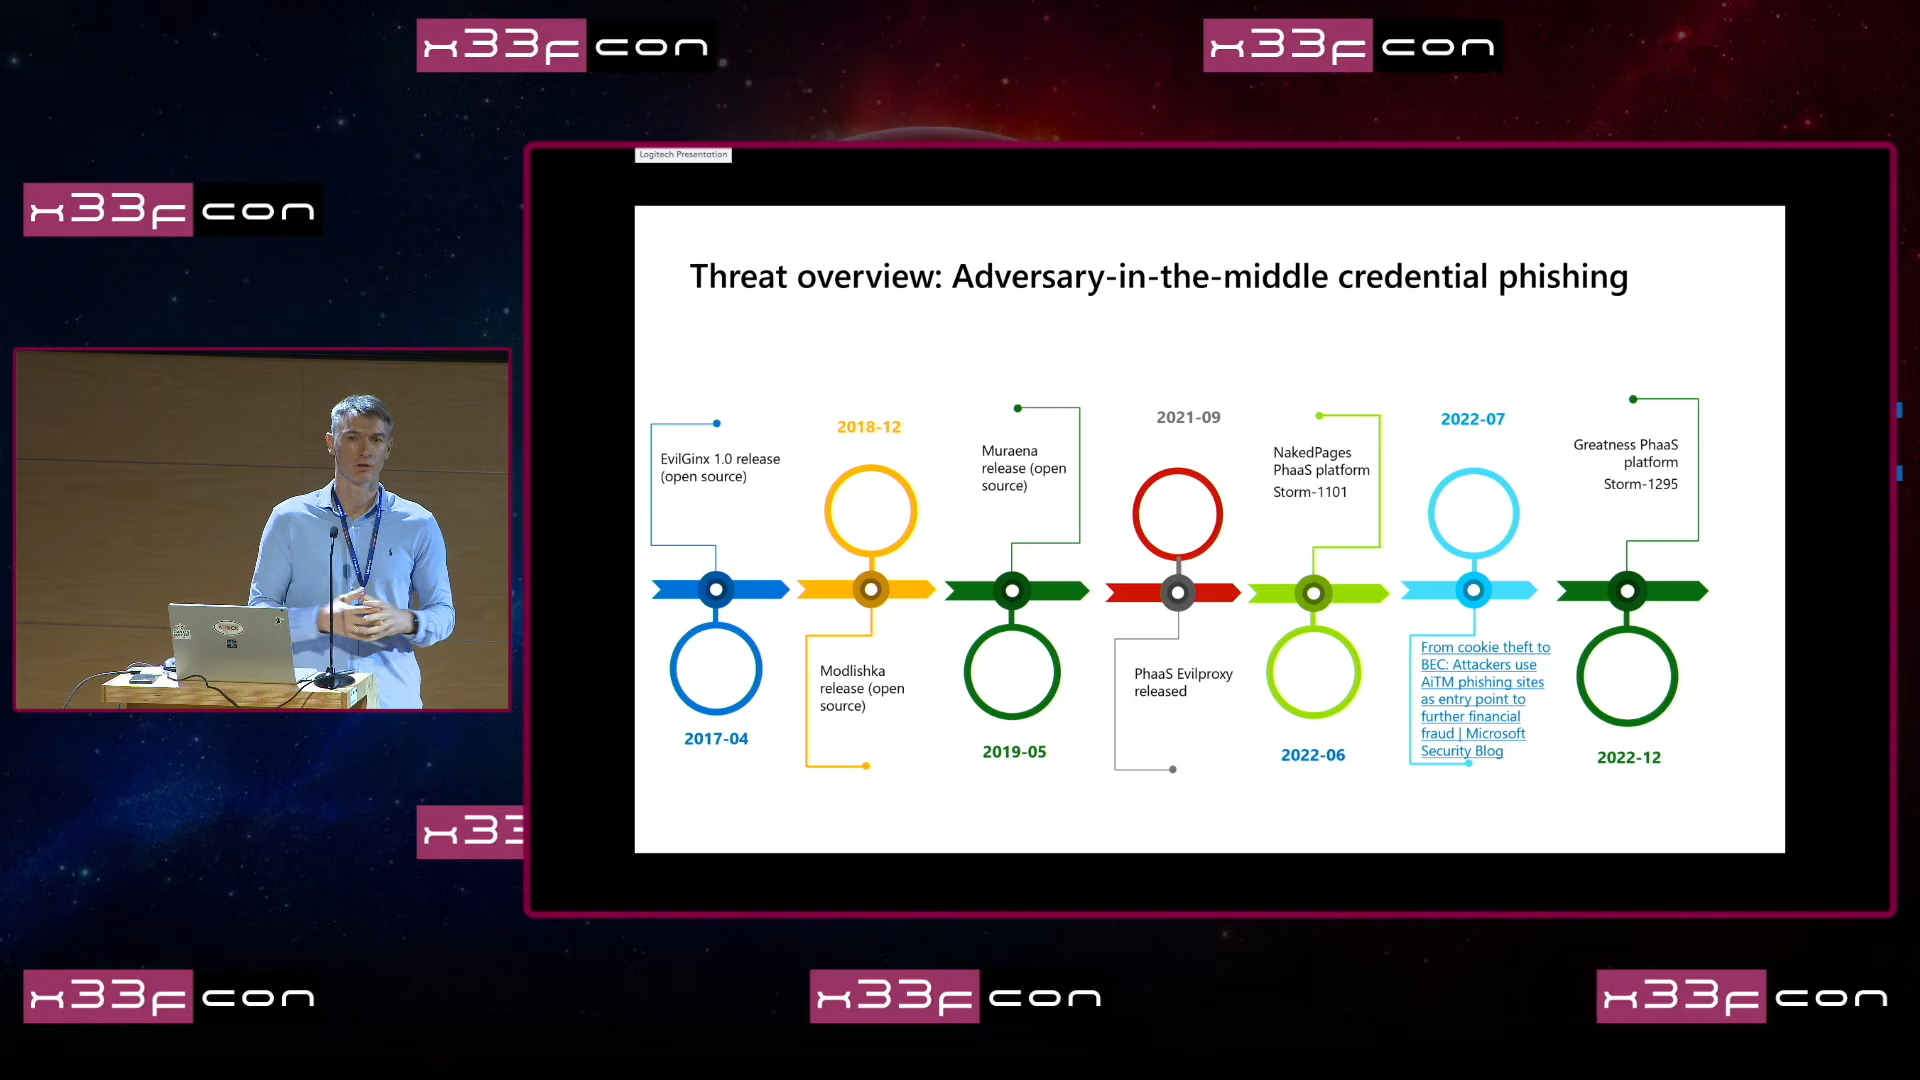 x33fcon
x33fcon
x33fcon
Logitech Presentation
Threat overview: Adversary-in-the-middle credential phishing
EvilGinx 1.0 release
(open source)
2017-04
2018-12
Modlishka
release (open
source)
Muraena
release (open
source)
2019-05
2021-09
PhaaS Evilproxy
released
NakedPages
PhaaS platform
Storm-1101
2022-06
2022-07
From cookie theft to
BEC: Attackers use
AiTM phishing sites
as entry point to
further financial
fraud | Microsoft
Security Blog
Greatness PhaaS
platform
Storm-1295
2022-12
x33
x33fcon
x33fcon
x33fcon